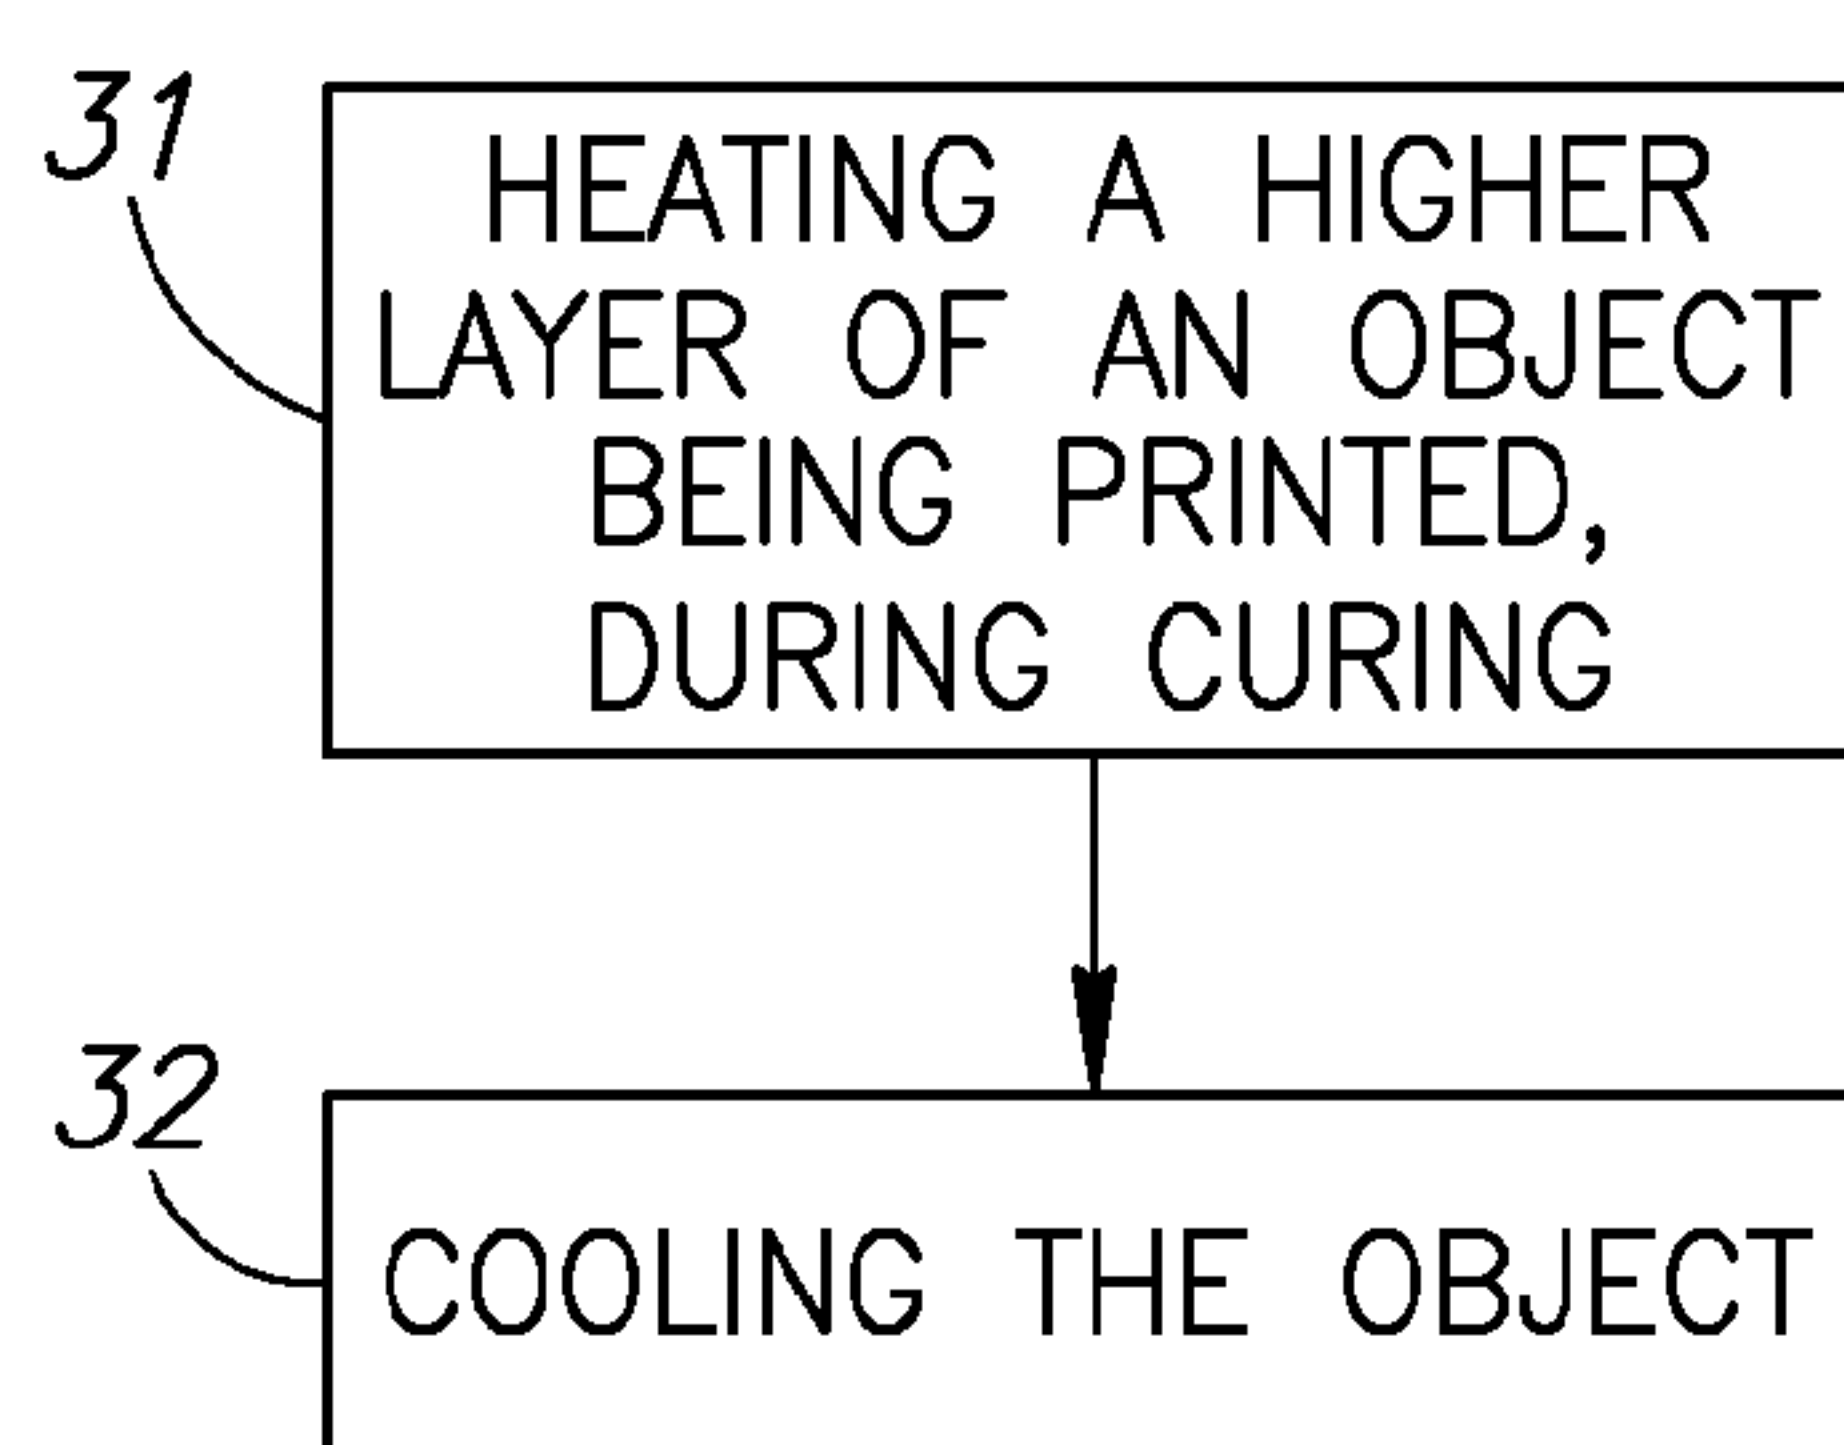 31
HEATING A HIGHER
LAYER OF AN OBJECT
BEING PRINTED,
DURING CURING
32
COOLING THE OBJECT